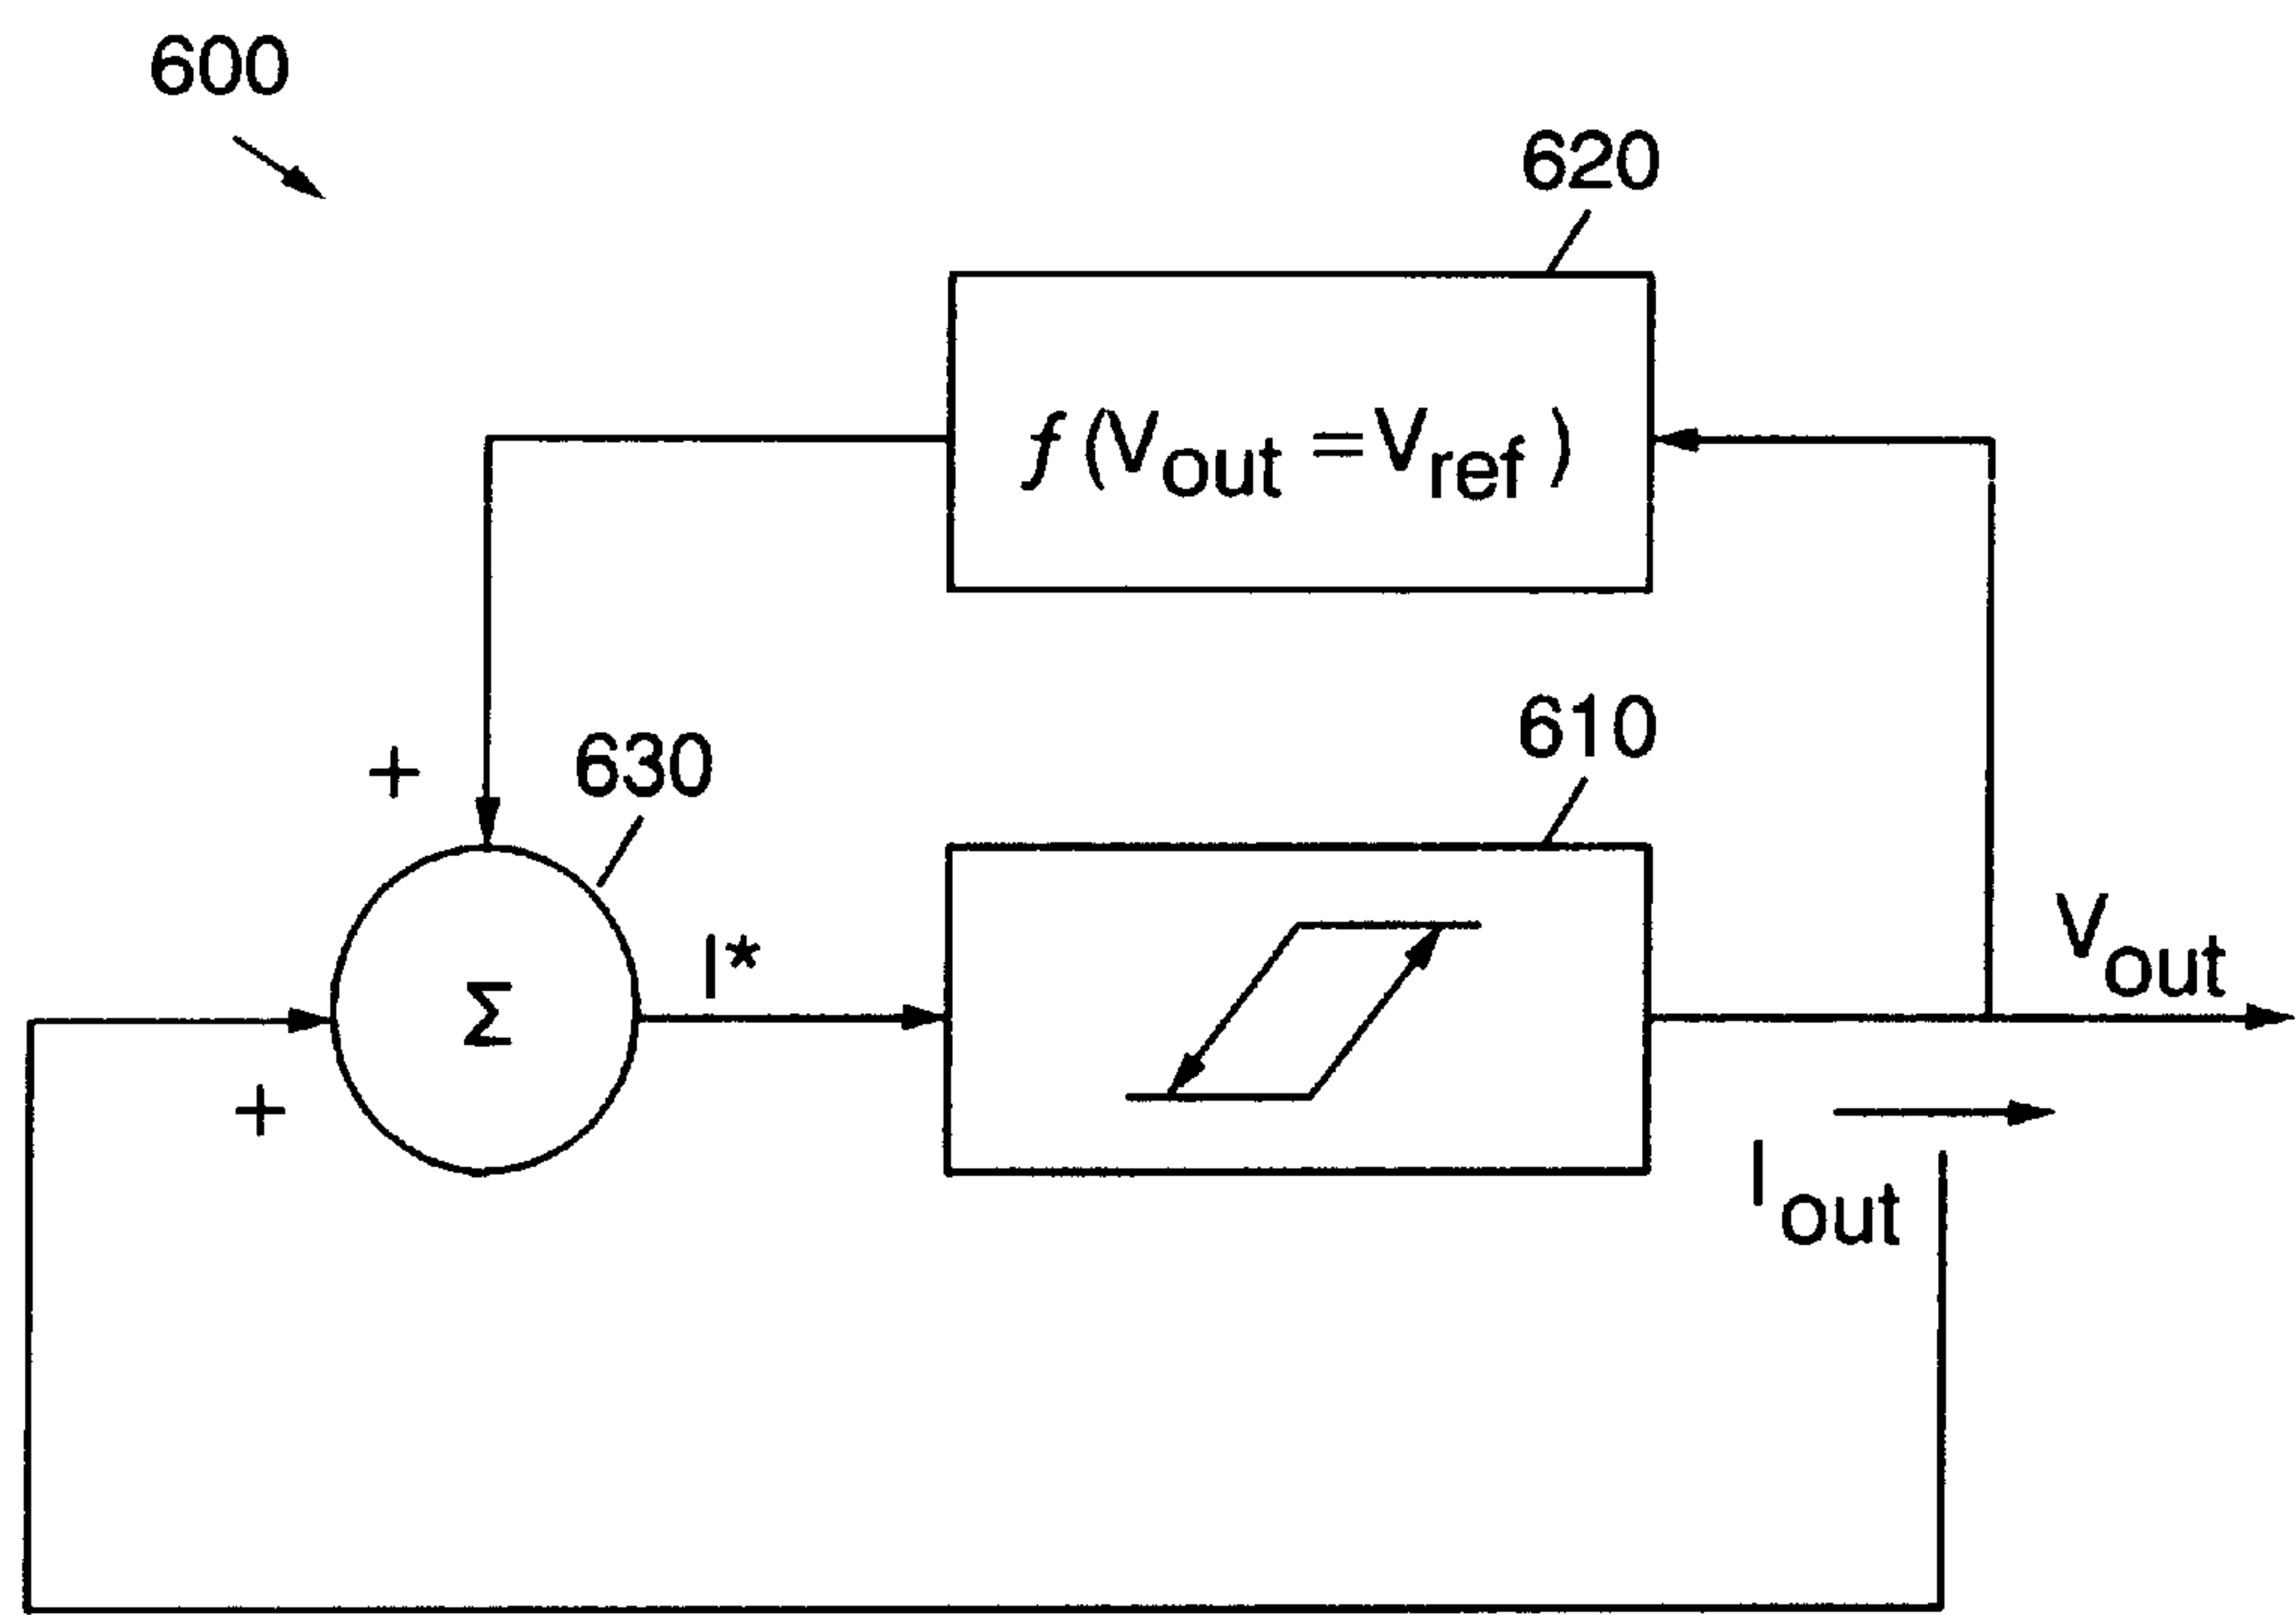 600
620
f (Vout = Vref)
610
630
+
I*
Σ
+
Vout
Iout